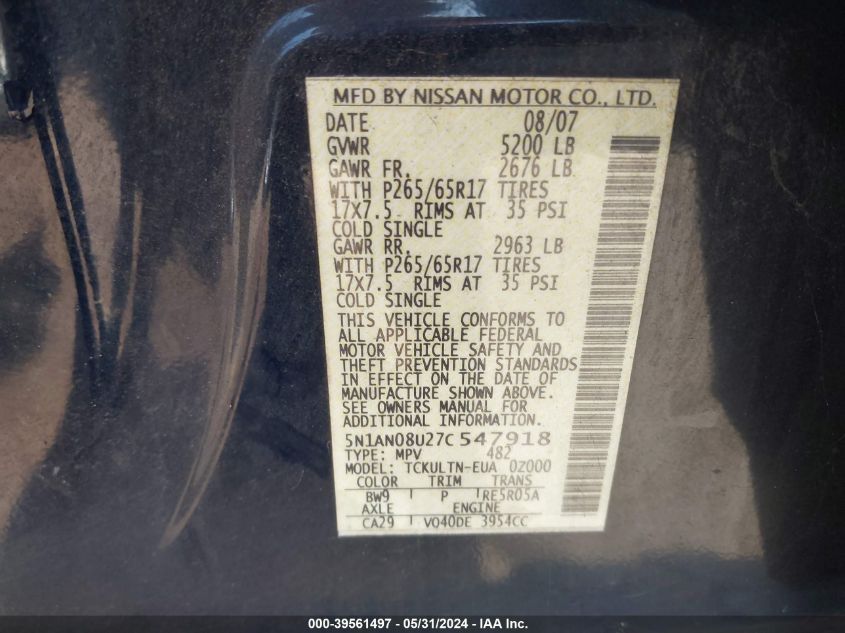 MFD BY NISSAN MOTOR CO., LTD.
DATE 08/07
GVWR 5200 LB
GAWR FR. 2676 LB
WITH P265/65R17 TIRES
17X7.5 RIMS AT 35 PSI
COLD SINGLE
GAWR RR. 2963 LB
WITH P265/65R17 TIRES
17X7.5 RIMS AT 35 PSI
COLD SINGLE
THIS VEHICLE CONFORMS TO
ALL APPLICABLE FEDERAL
MOTOR VEHICLE SAFETY AND
THEFT PREVENTION STANDARDS
IN EFFECT ON THE DATE OF
MANUFACTURE SHOWN ABOVE.
SEE OWNERS MANUAL FOR
ADDITIONAL INFORMATION.
5N1AN08U27C547918
TYPE: MPV 482
MODEL: TCKULTN-EUA 0Z000
COLOR TRIM TRANS
BW9 P RE5R05A
AXLE ENGINE
CA29 VQ40DE 3954CC
000-39561497 - 05/31/2024 - IAA Inc.